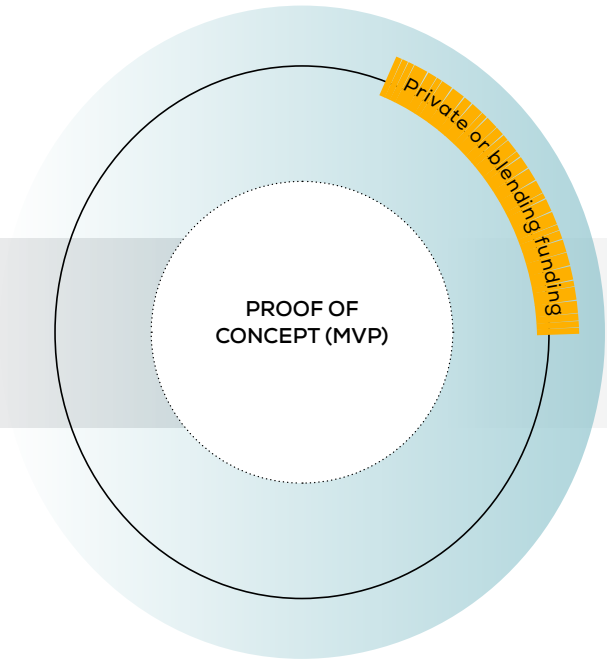 Private or blending funding
PROOF OF
CONCEPT (MVP)